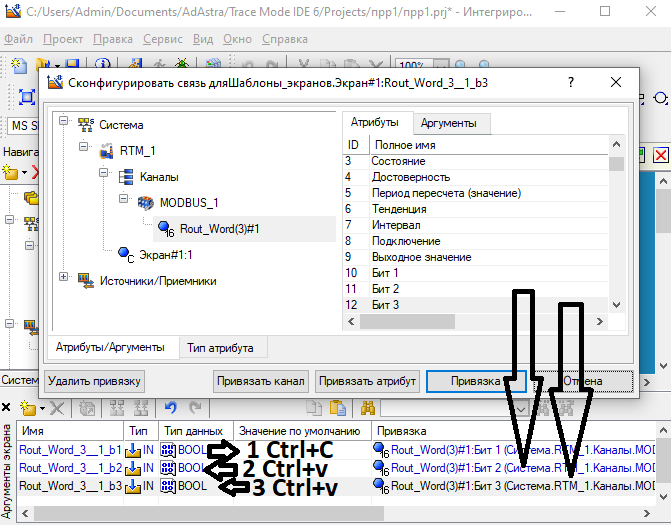 C:/Users/Admin/Documents/AdAstra/Trace Mode IDE 6/Projects/прр1/прр1.prj* - Интегриро...
Файл Проект Правка Сервис Вид Окно Справка
100%
MS S
Навига
Систем
Сконфигурировать связь дляШаблоны_экранов.Экран#1:Rout_Word_3__1_b3
Система
RTM_1
Каналы
MODBUS_1
Rout_Word(3)#1
Экран#1:1
Источники/Приемники
Атрибуты/Аргументы Тип атрибута
Атрибуты Аргументы
ID Полное имя
3 Состояние
4 Достоверность
5 Период пересчета (значение)
6 Тенденция
7 Интервал
8 Подключение
9 Выходное значение
10 Бит 1
11 Бит 2
12 Бит 3
Удалить привязку Привязать канал Привязать атрибут Привязка Отмена
Аргументы экрана
Имя Тип Тип данных Значение по умолчанию Привязка
Rout_Word_3__1_b1 IN BOOL 1 Ctrl+C Rout_Word(3)#1:Бит 1 (Система.RTM_1.Каналы.MOD
Rout_Word_3__1_b2 IN BOOL 2 Ctrl+v Rout_Word(3)#1:Бит 2 (Система.RTM_1.Каналы.MOD
Rout_Word_3__1_b3 IN BOOL 3 Ctrl+v Rout_Word(3)#1:Бит 3 (Система.RTM_1.Каналы.MOD